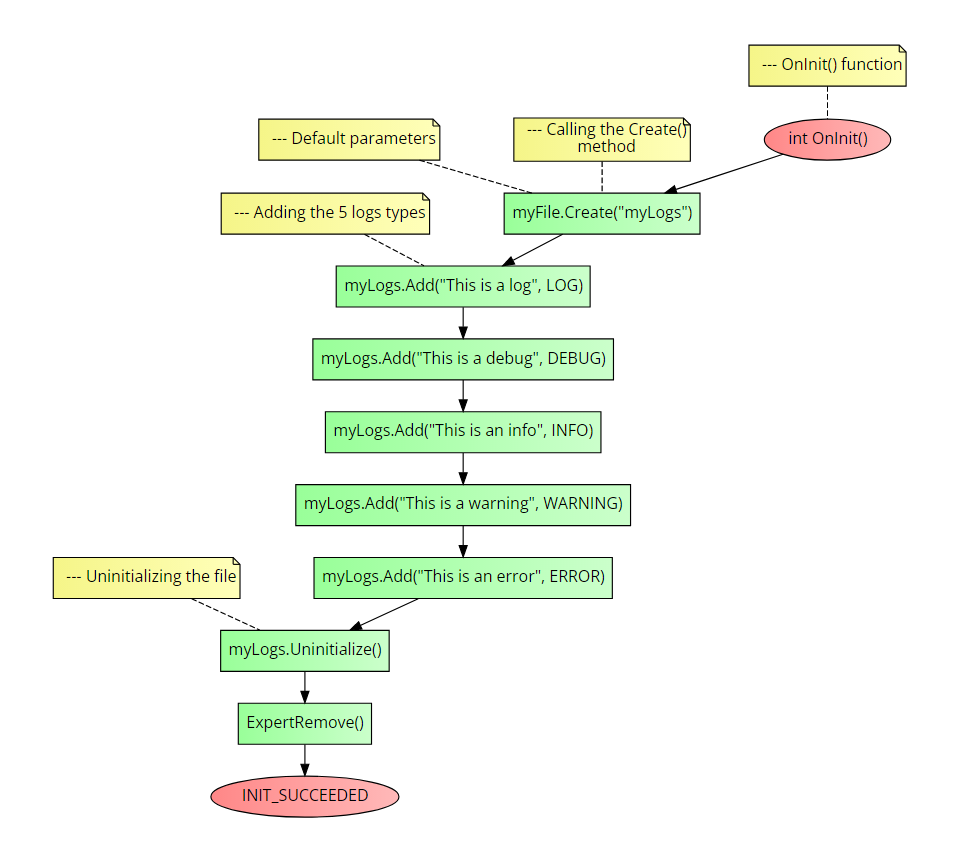 --- OnInit() function
int OnInit()
--- Default parameters
--- Calling the Create()
method
myFile.Create("myLogs")
--- Adding the 5 logs types
myLogs.Add("This is a log", LOG)
myLogs.Add("This is a debug", DEBUG)
myLogs.Add("This is an info", INFO)
myLogs.Add("This is a warning", WARNING)
myLogs.Add("This is an error", ERROR)
--- Uninitializing the file
myLogs.Uninitialize()
ExpertRemove()
INIT_SUCCEEDED